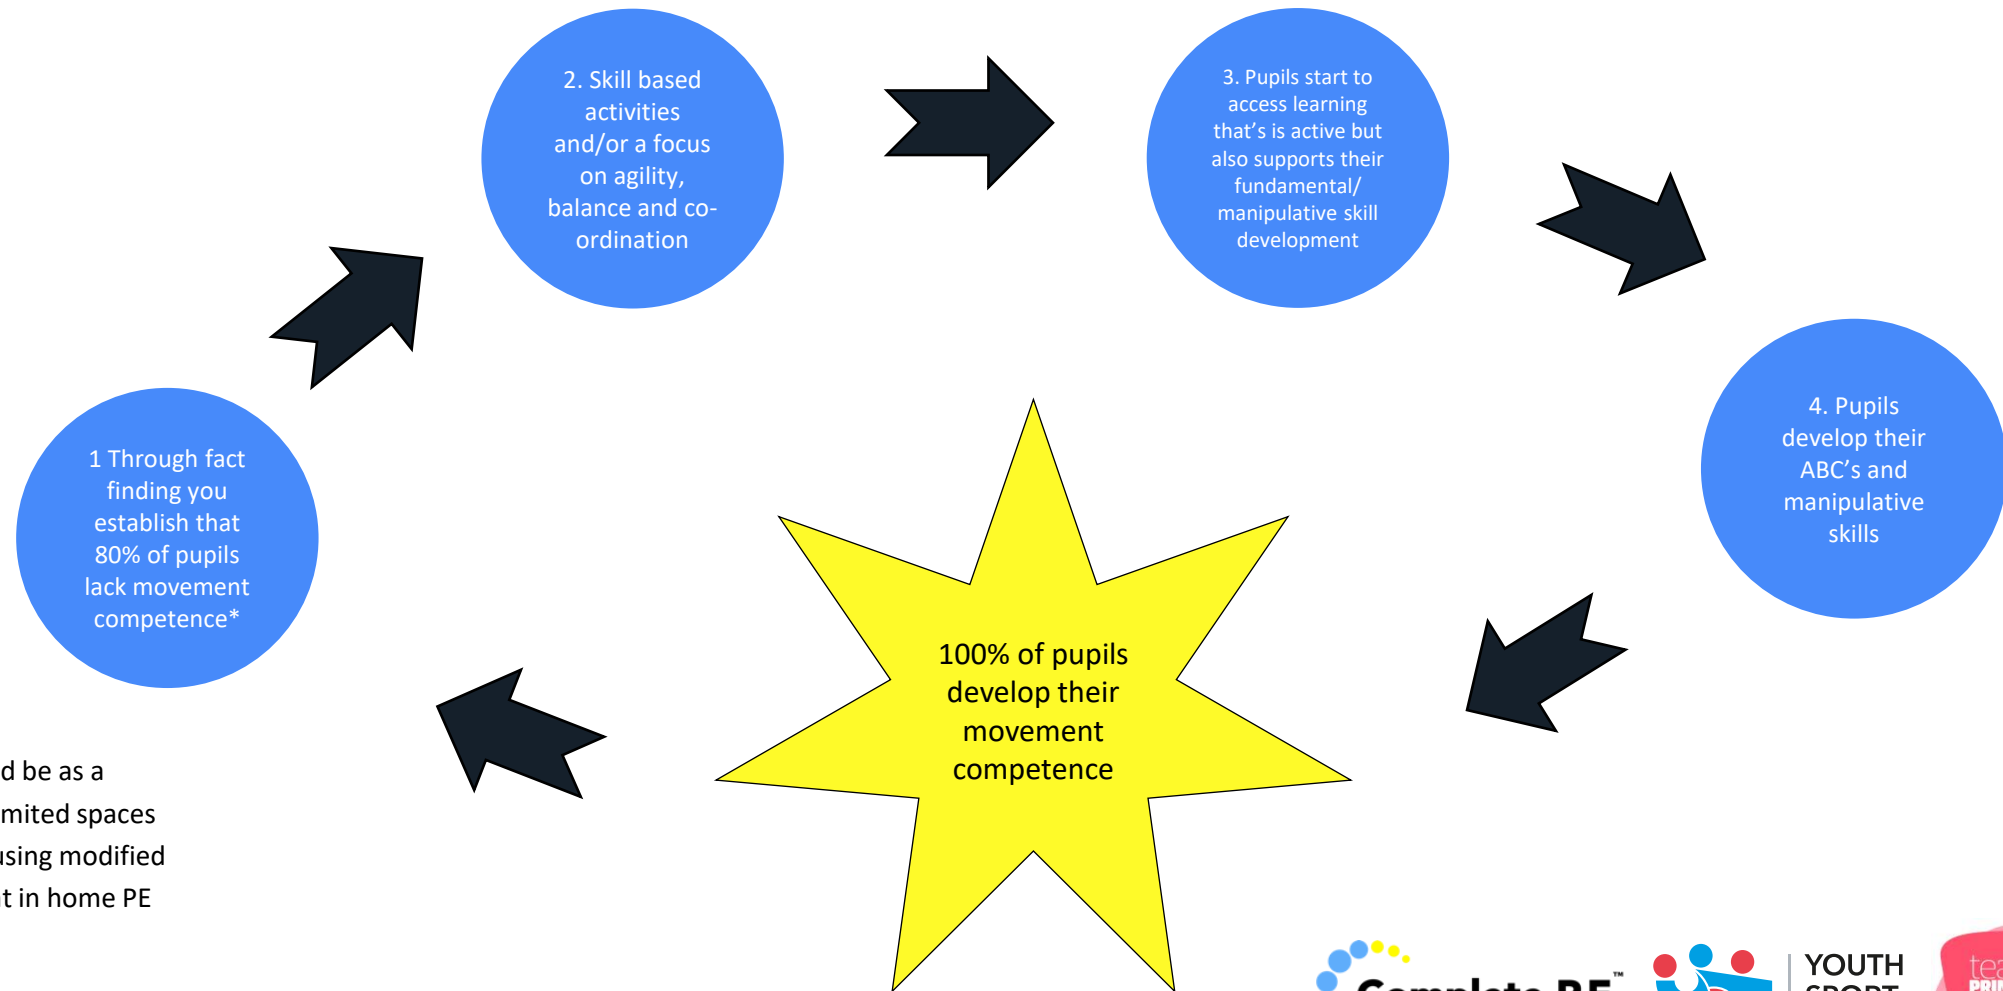 1 Through fact
finding you
establish that
80% of pupils
lack movement
competence*
2. Skill based
activities
and/or a focus
on agility,
balance and co-
ordination
3. Pupils start to
access learning
that's is active but
also supports their
fundamental/
manipulative skill
development
4. Pupils
develop their
ABC's and
manipulative
skills
100% of pupils
develop their
movement
competence
be as a
spaces
using modified
in home PE
Complete P.E.™
YOUTH
SPORT